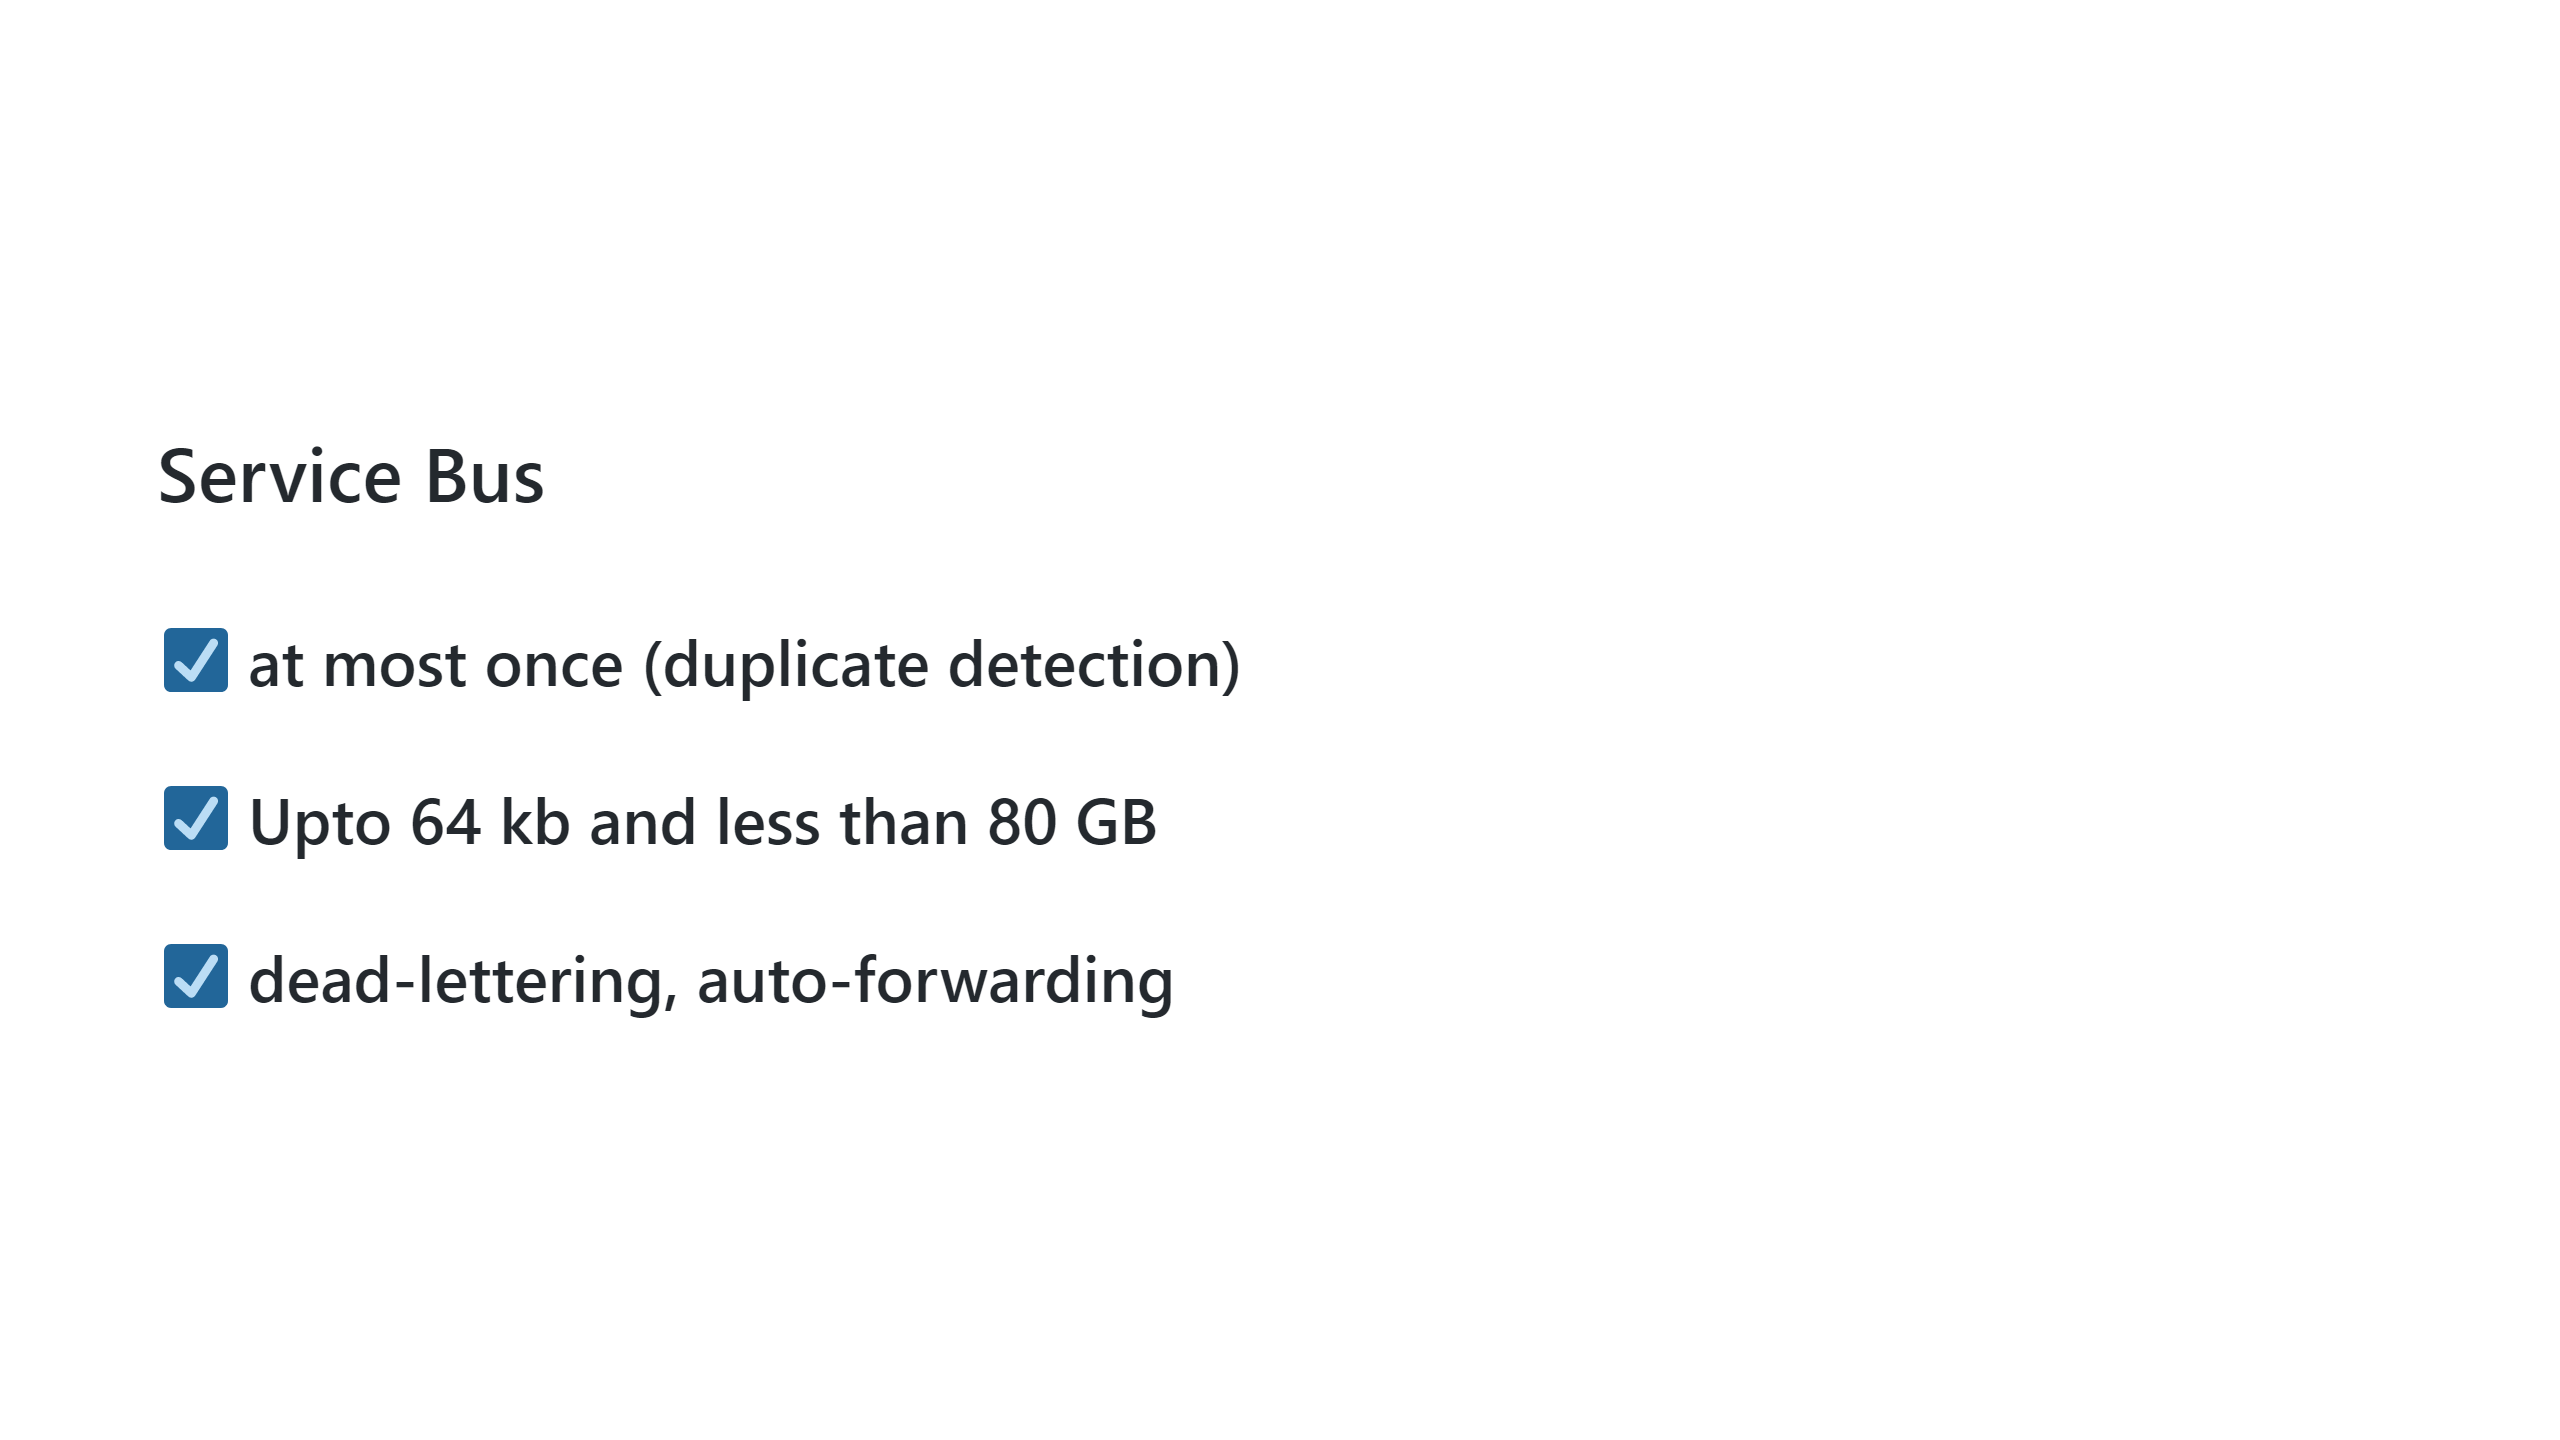 Service Bus
☑ at most once (duplicate detection)
☑ Upto 64 kb and less than 80 GB
☑ dead-lettering, auto-forwarding